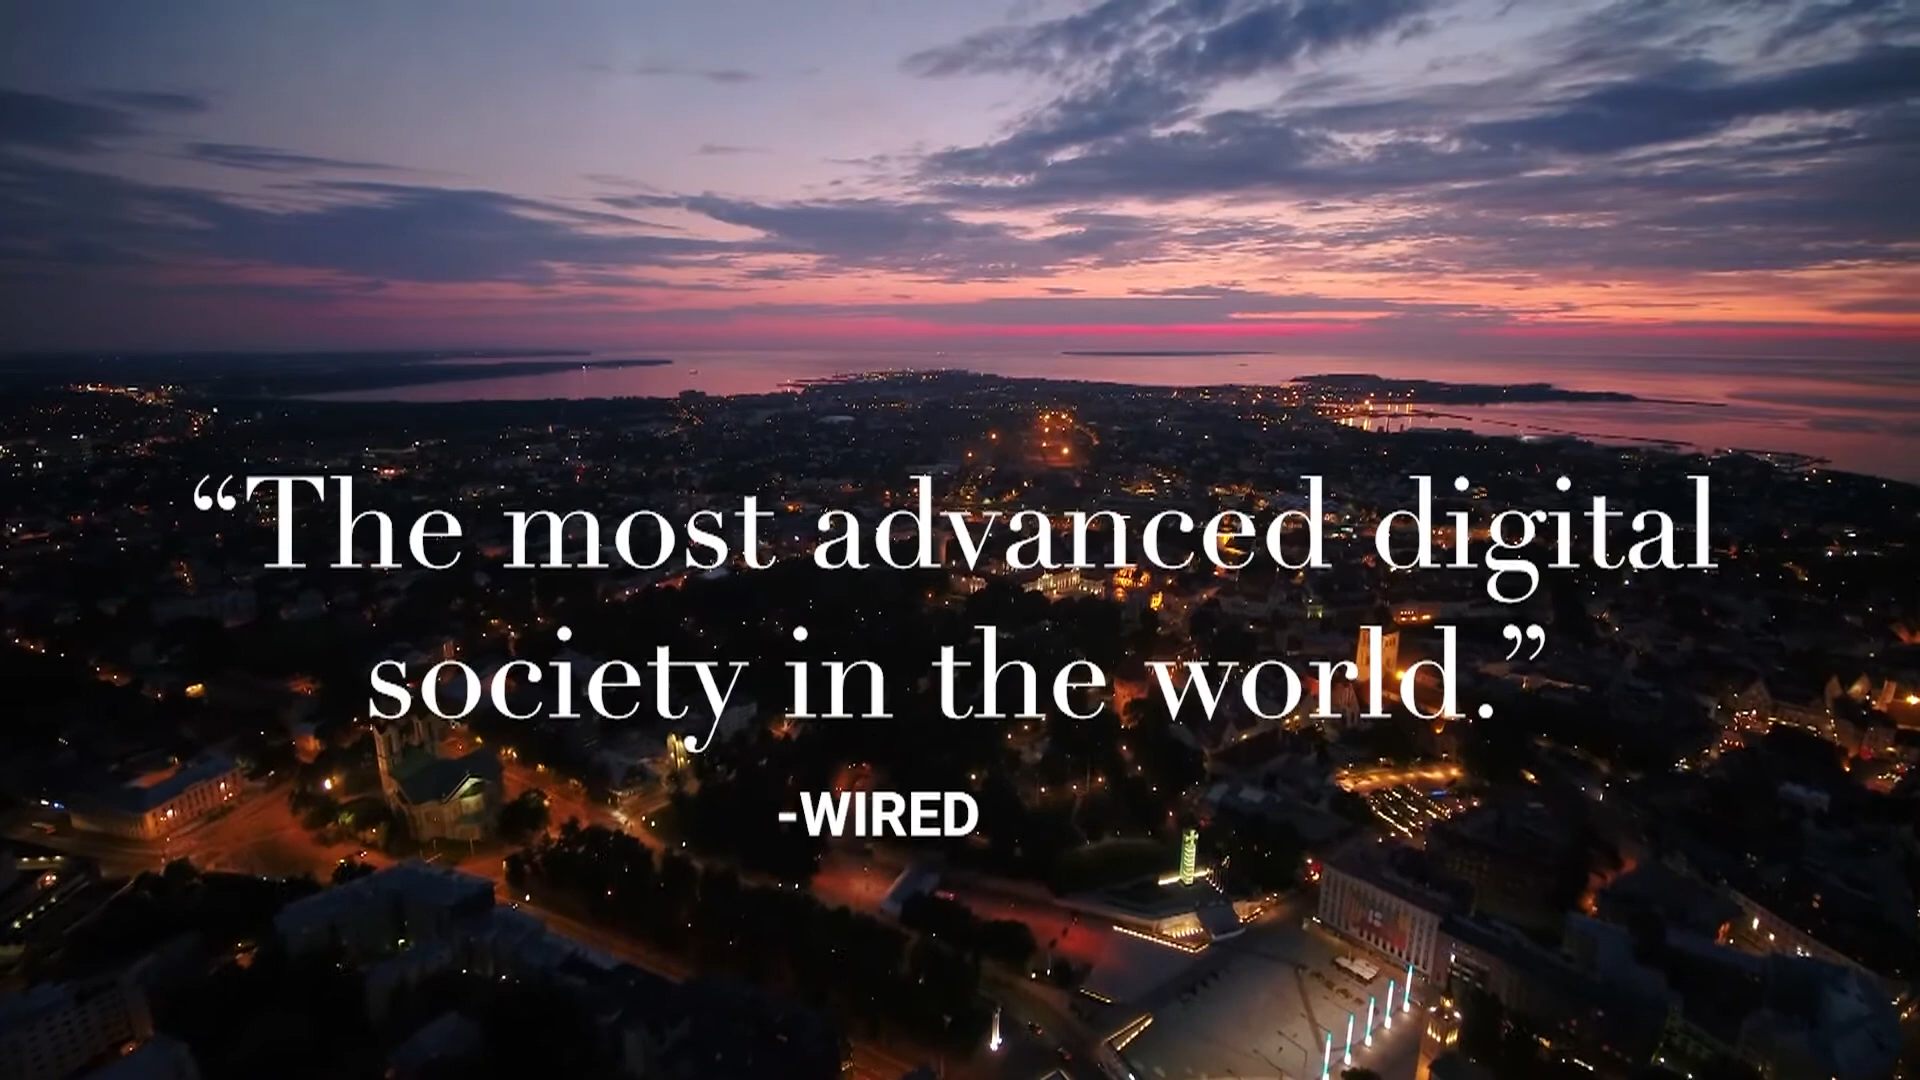 “The most advanced digital
society in the world.”
-WIRED